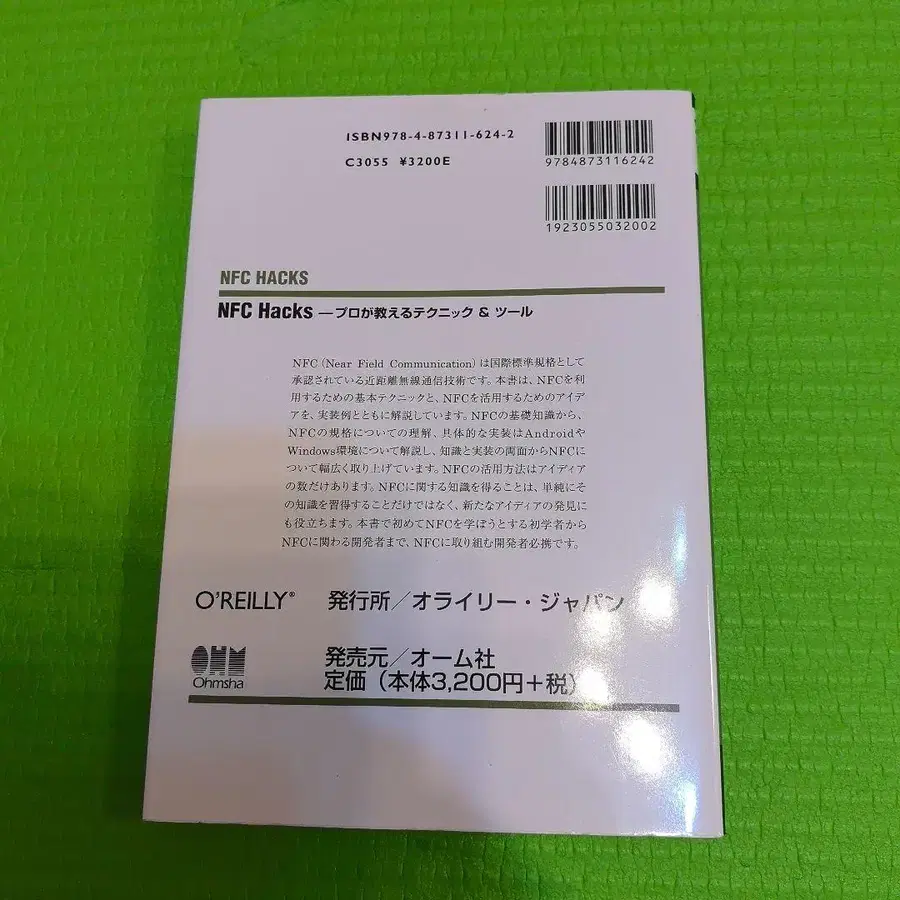 ISBN978-4-87311-624-2
C3055 ¥3200E
9784873116242
1923055032002
NFC HACKS
NFC Hacks ―プロが教えるテクニック & ツール
NFC（Near Field Communication）は国際標準規格として
承認されている近距離無線通信技術です。本書は、NFCを利
用するための基本テクニックと、NFCを活用するためのアイデ
アを、実装例とともに解説しています。NFCの基礎知識から、
NFCの規格についての理解、具体的な実装はAndroidや
Windows環境について解説し、知識と実装の両面からNFCに
ついて幅広く取り上げています。NFCの活用方法はアイディア
の数だけあります。NFCに関する知識を得ることは、単純にそ
の知識を習得することだけではなく、新たなアイディアの発見に
も役立ちます。本書で初めてNFCを学ぼうとする初学者から
NFCに関わる開発者まで、NFCに取り組む開発者必携です。
O'REILLY® 発行所／オライリー・ジャパン
OHM
Ohmsha
発売元／オーム社
定価（本体3,200円＋税）